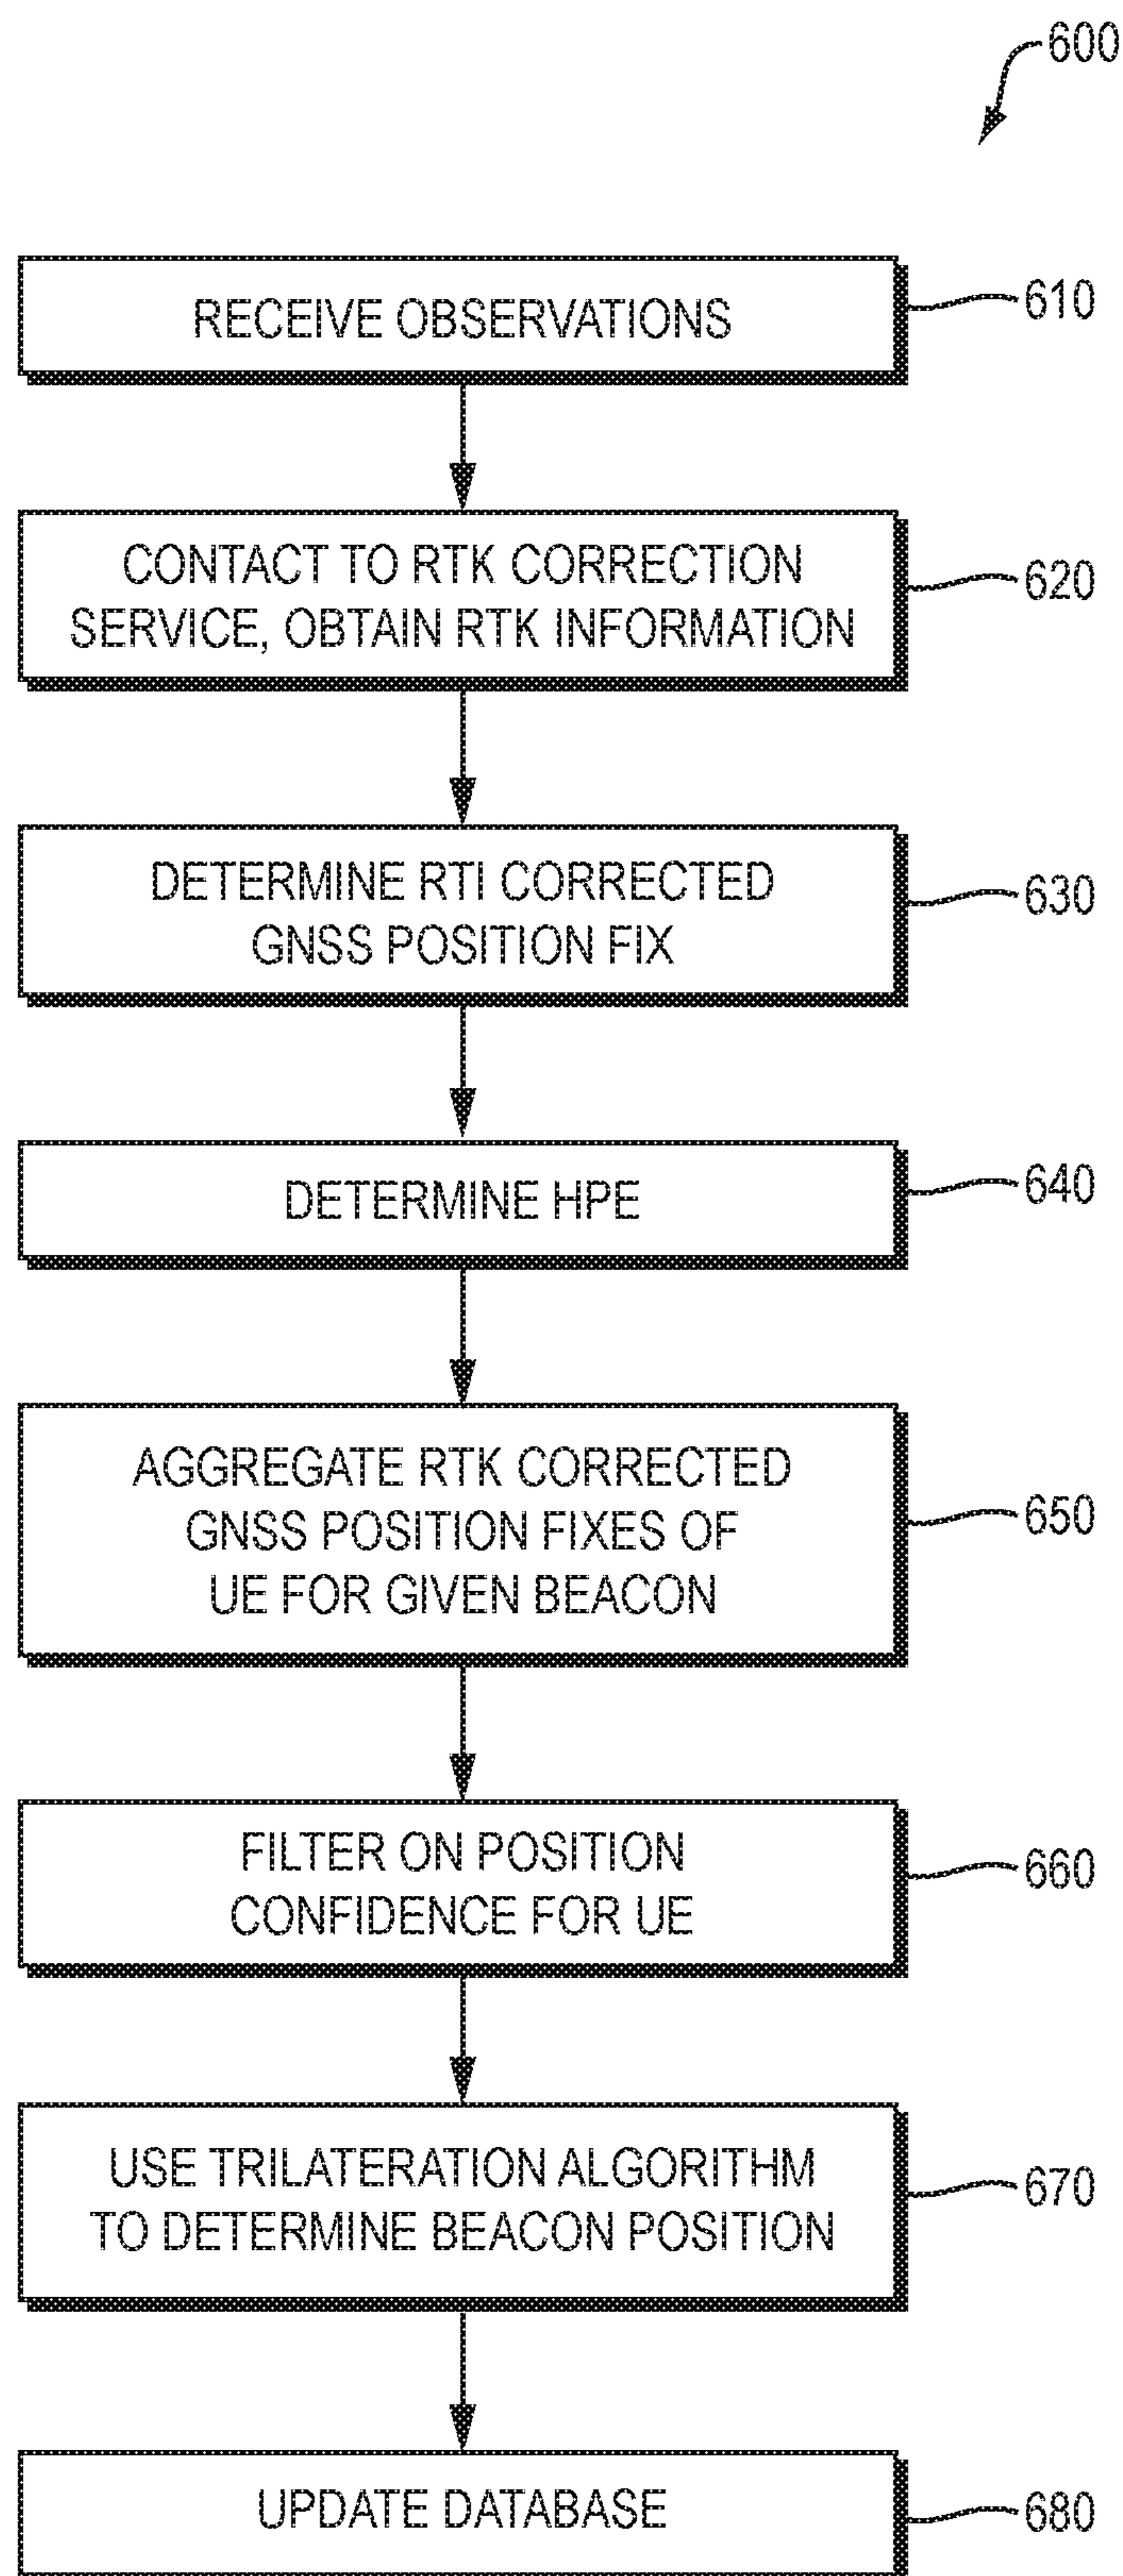 600
RECEIVE OBSERVATIONS
610
CONTACT TO RTK CORRECTION
SERVICE, OBTAIN RTK INFORMATION
620
DETERMINE RTI CORRECTED
GNSS POSITION FIX
630
DETERMINE HPE
640
AGGREGATE RTK CORRECTED
GNSS POSITION FIXES OF
UE FOR GIVEN BEACON
650
FILTER ON POSITION
CONFIDENCE FOR UE
660
USE TRILATERATION ALGORITHM
TO DETERMINE BEACON POSITION
670
UPDATE DATABASE
680